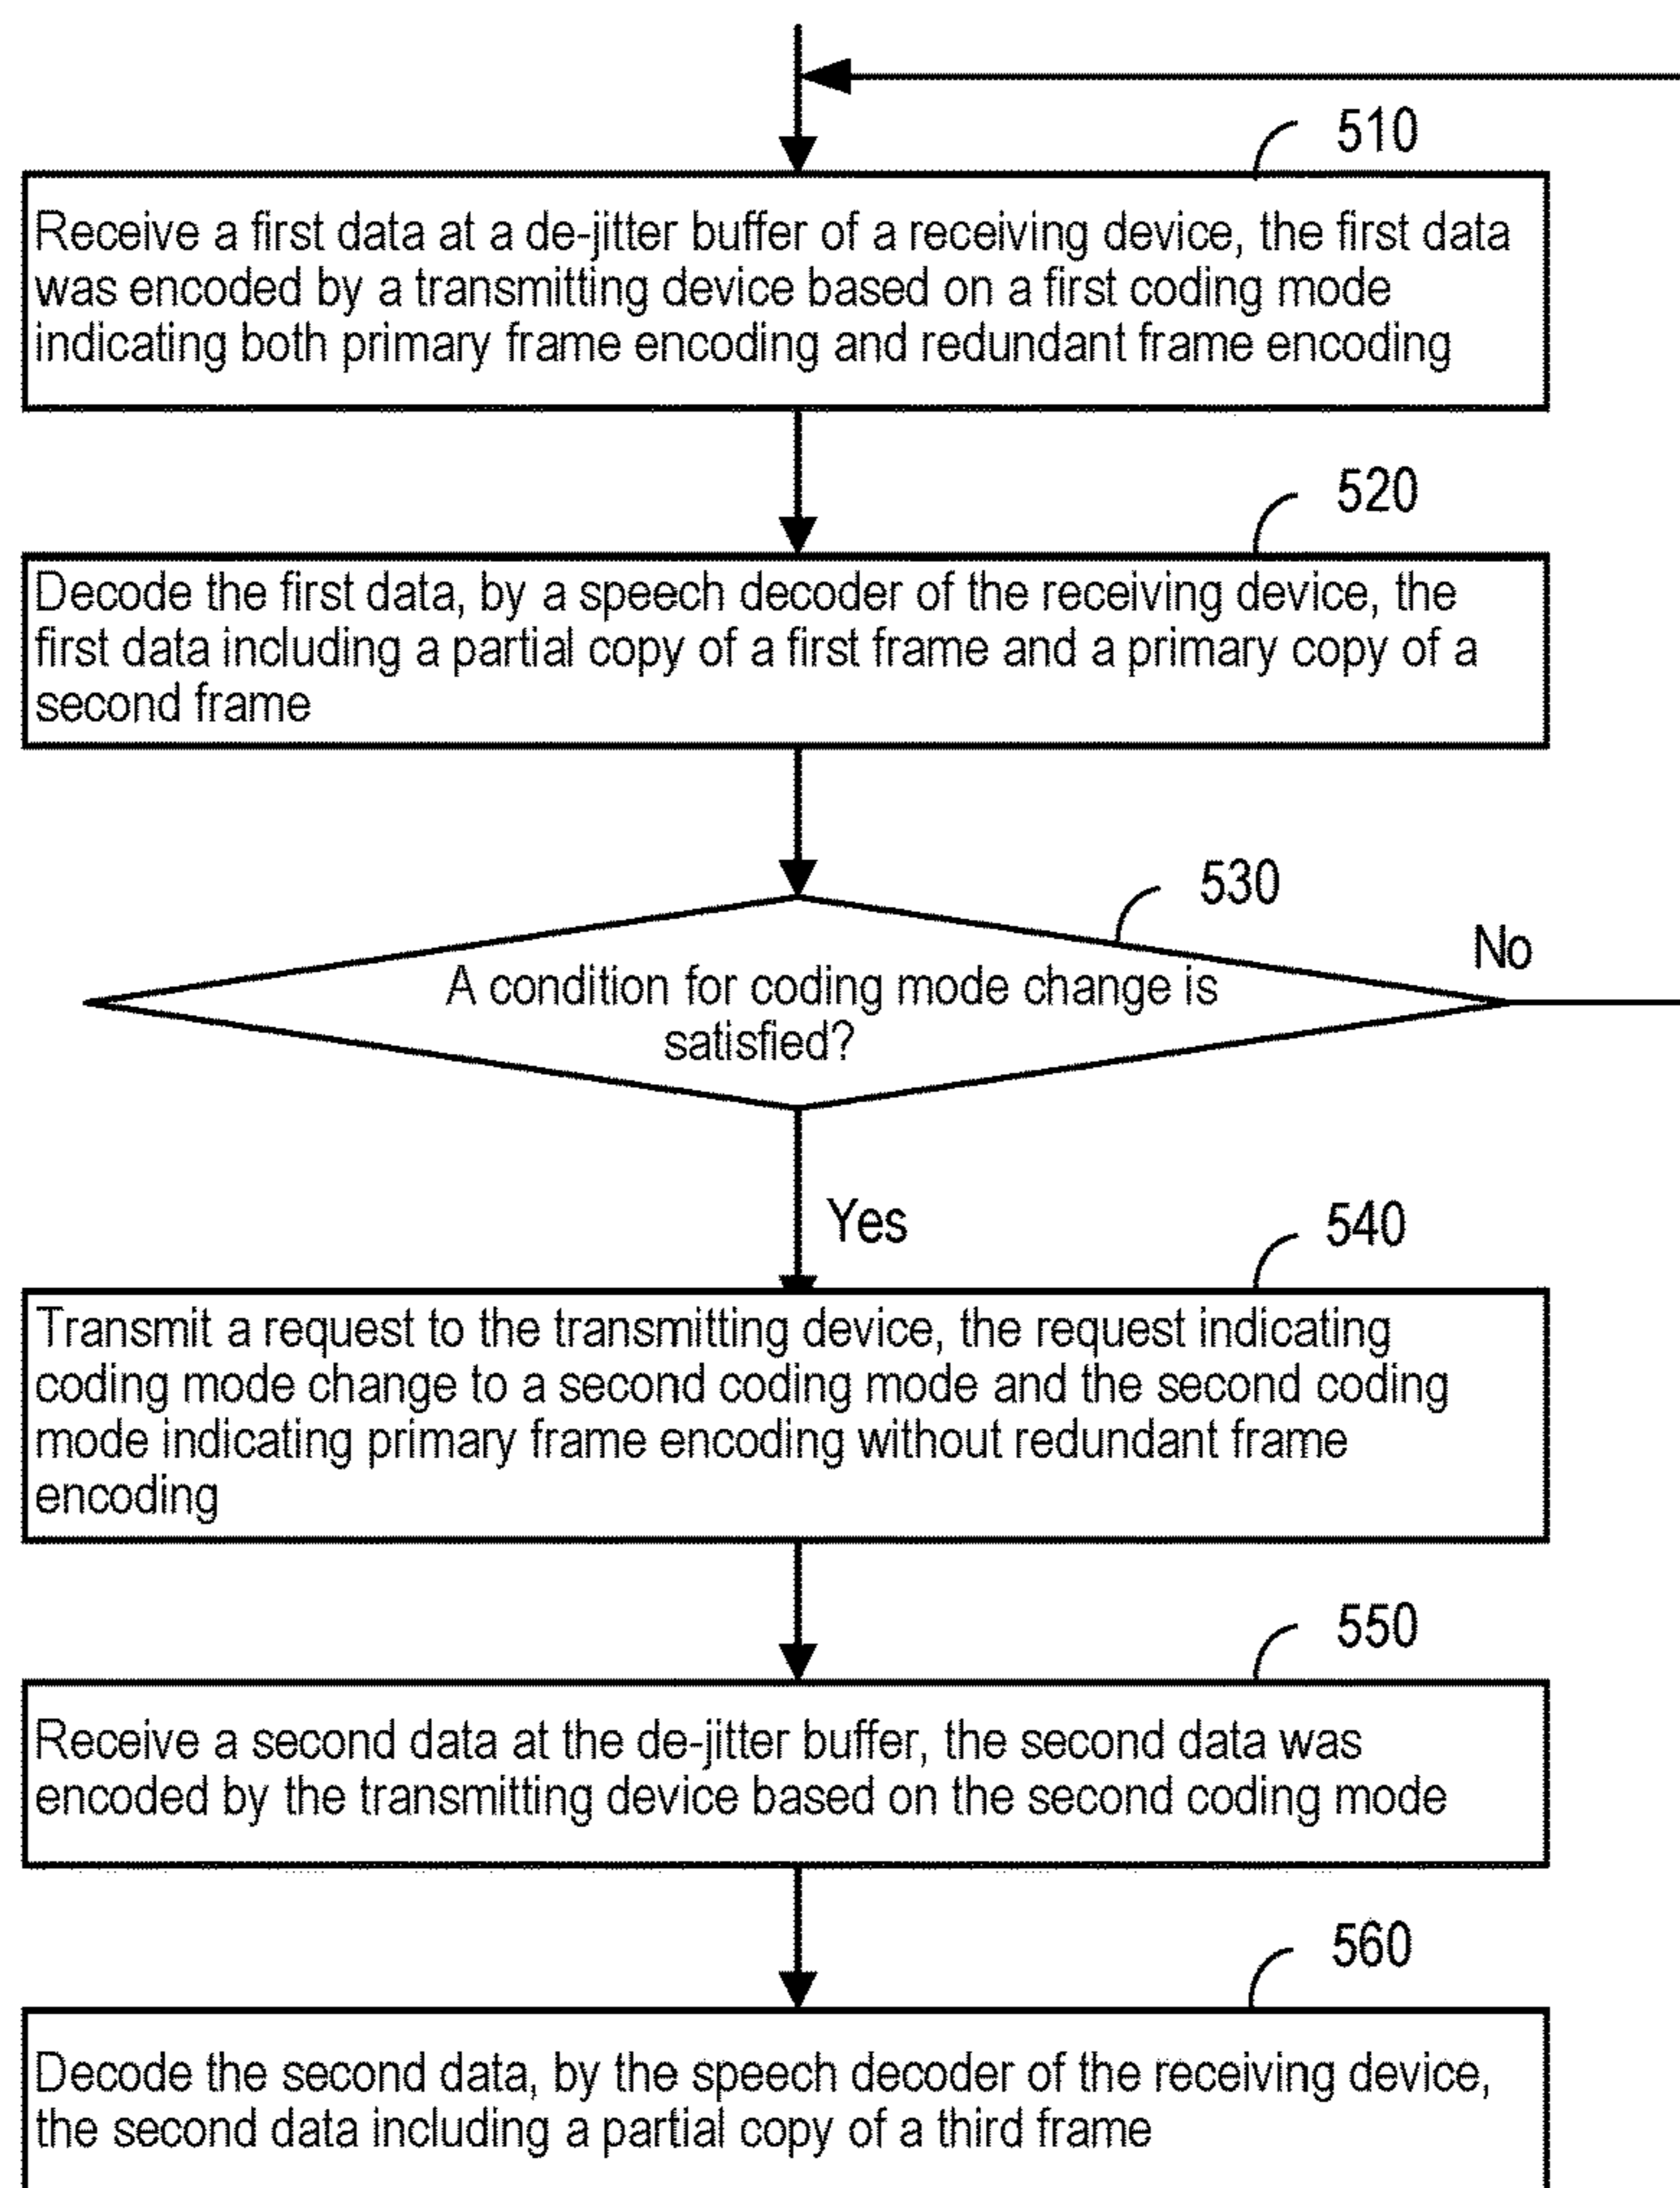 510
Receive a first data at a de-jitter buffer of a receiving device, the first data
was encoded by a transmitting device based on a first coding mode
indicating both primary frame encoding and redundant frame encoding
520
Decode the first data, by a speech decoder of the receiving device, the
first data including a partial copy of a first frame and a primary copy of a
second frame
530
No
A condition for coding mode change is
satisfied?
Yes
540
Transmit a request to the transmitting device, the request indicating
coding mode change to a second coding mode and the second coding
mode indicating primary frame encoding without redundant frame
encoding
550
Receive a second data at the de-jitter buffer, the second data was
encoded by the transmitting device based on the second coding mode
560
Decode the second data, by the speech decoder of the receiving device,
the second data including a partial copy of a third frame